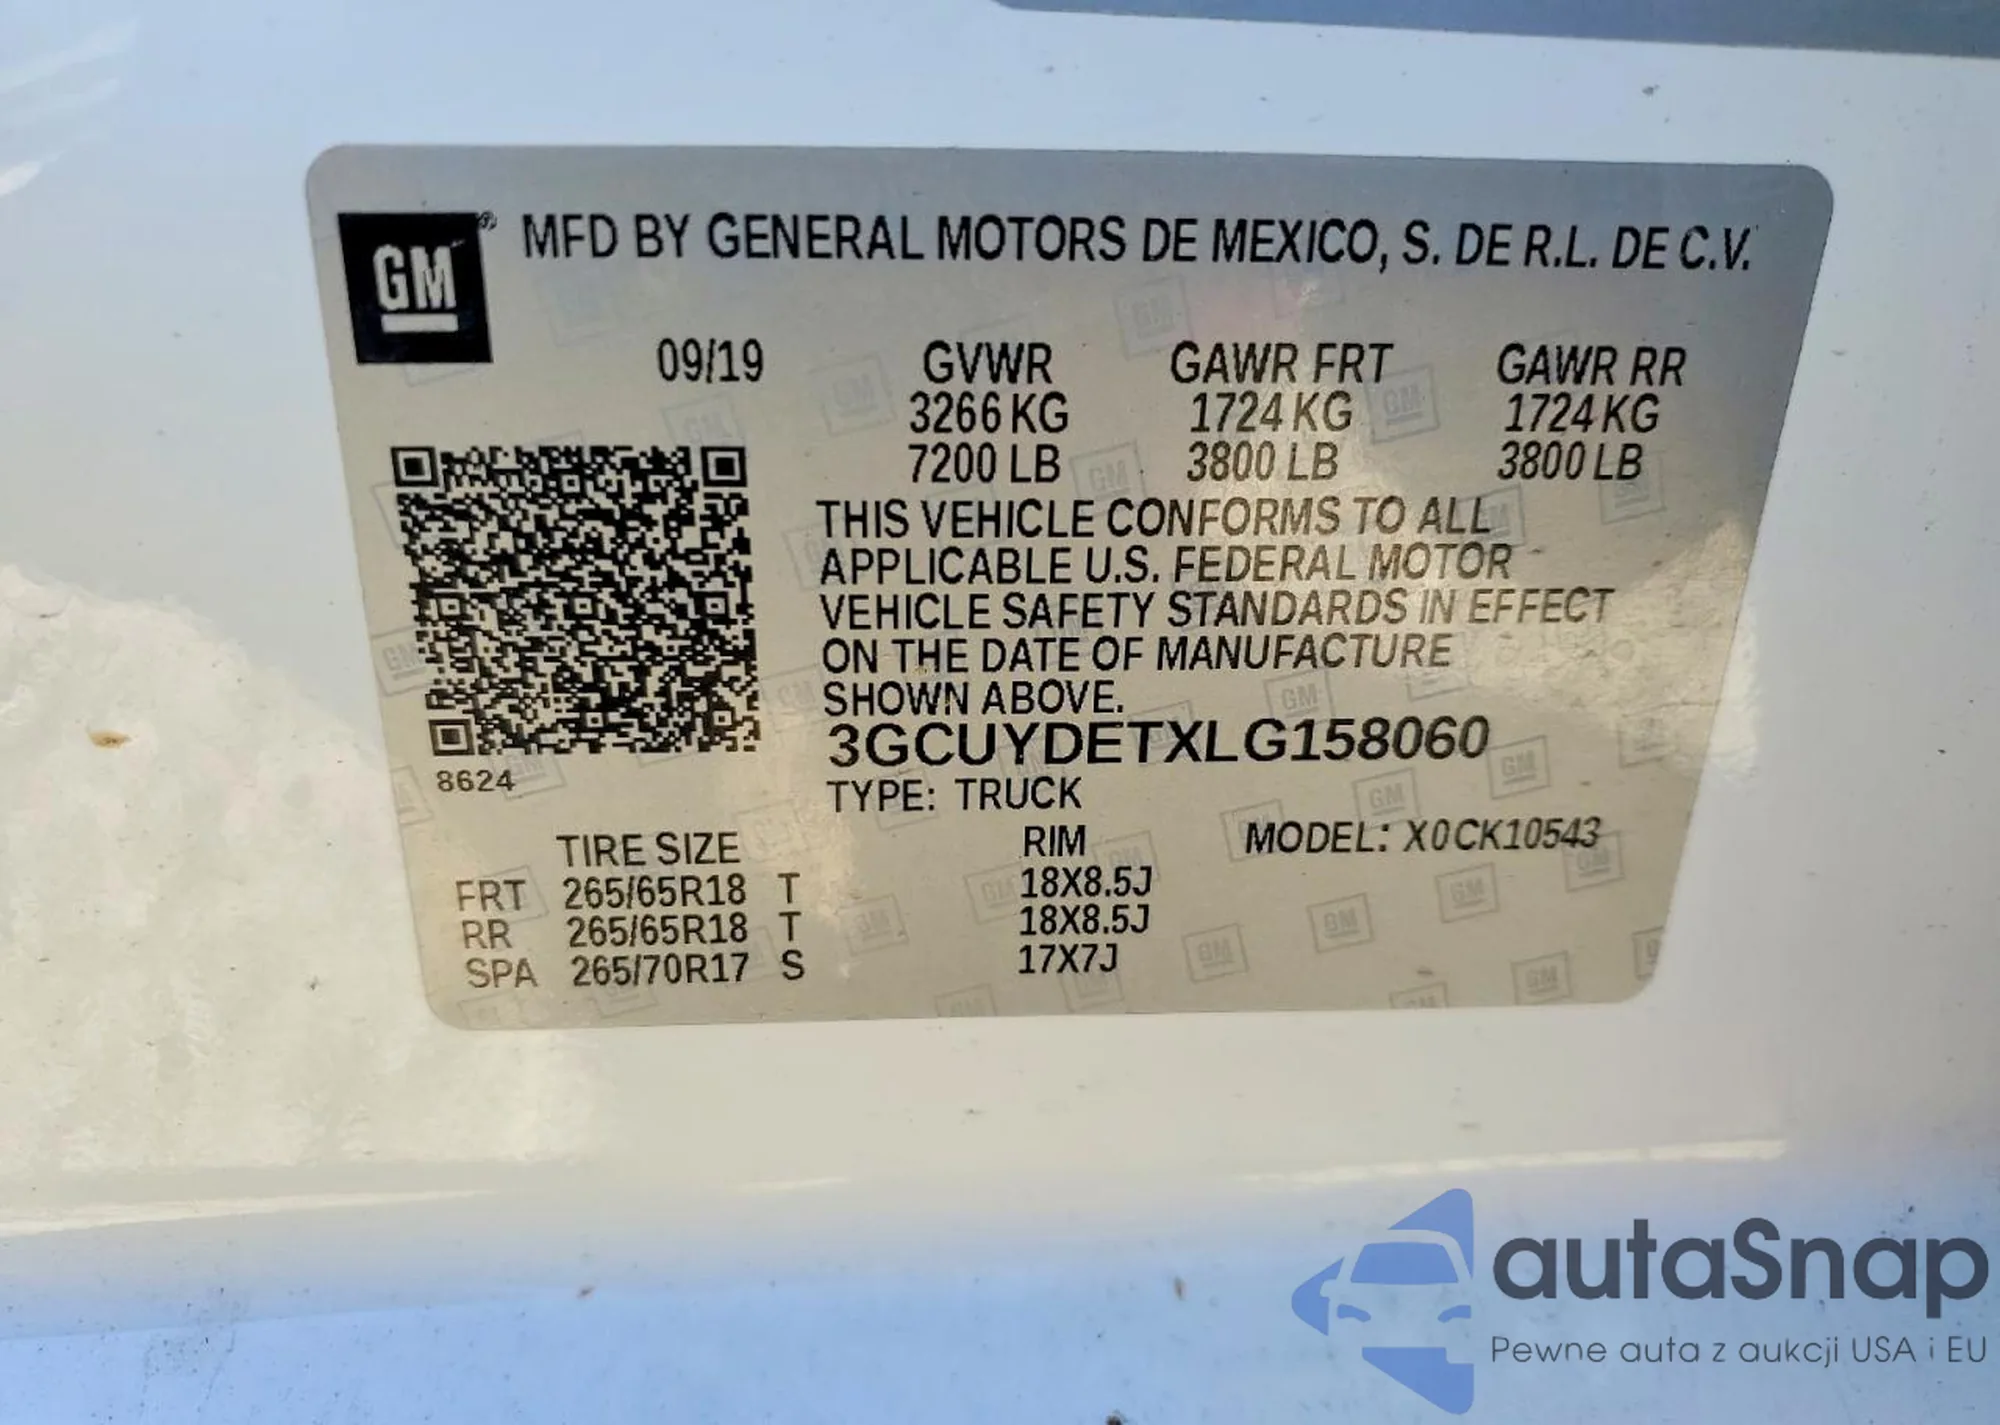 GM® MFD BY GENERAL MOTORS DE MEXICO, S. DE R.L. DE C.V.
09/19 GVWR GAWR FRT GAWR RR
3266 KG 1724 KG 1724 KG
7200 LB 3800 LB 3800 LB
THIS VEHICLE CONFORMS TO ALL
APPLICABLE U.S. FEDERAL MOTOR
VEHICLE SAFETY STANDARDS IN EFFECT
ON THE DATE OF MANUFACTURE
SHOWN ABOVE.
3GCUYDETXLG158060
8624
TYPE: TRUCK
TIRE SIZE RIM MODEL: X0CK10543
FRT 265/65R18 T 18X8.5J
RR 265/65R18 T 18X8.5J
SPA 265/70R17 S 17X7J
autoSnap
Pewne auta z aukcji USA i EU